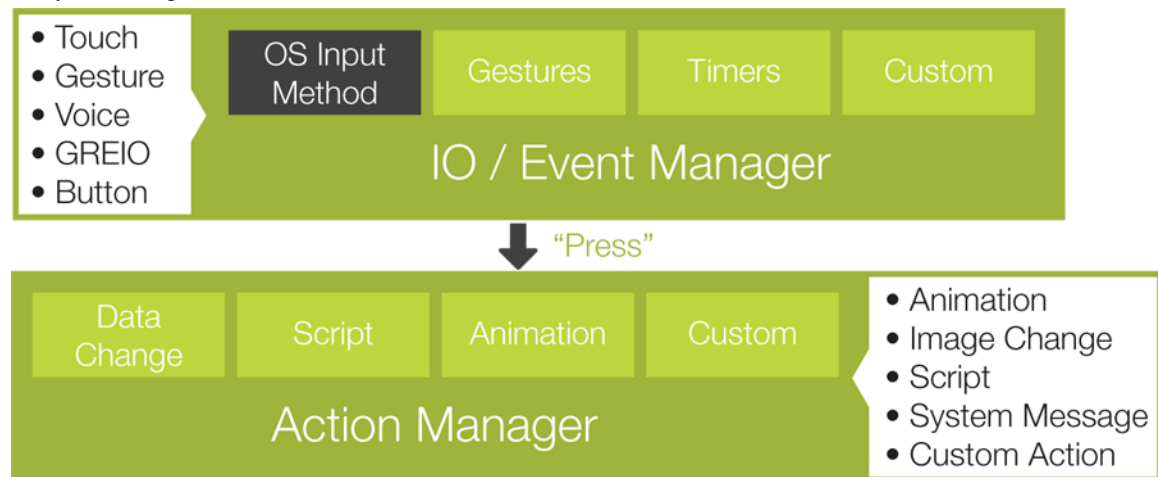 • Touch
• Gesture
• Voice
• GREIO
• Button
OS Input
Method
Gestures
Timers
Custom
IO / Event Manager
“Press”
Data
Change
Script
Animation
Custom
Action Manager
• Animation
• Image Change
• Script
• System Message
• Custom Action